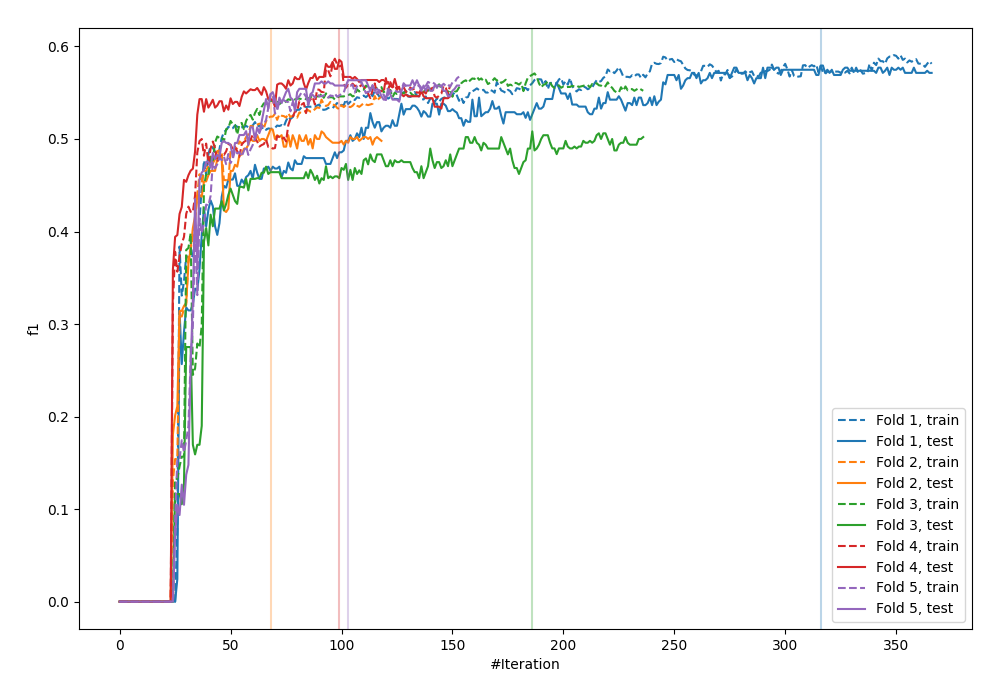 0.6
0.5
0.4
0.3
0.2
0.1
0.0
f1
0 50 100 150 200 250 300 350
#Iteration
Fold 1, train
Fold 1, test
Fold 2, train
Fold 2, test
Fold 3, train
Fold 3, test
Fold 4, train
Fold 4, test
Fold 5, train
Fold 5, test